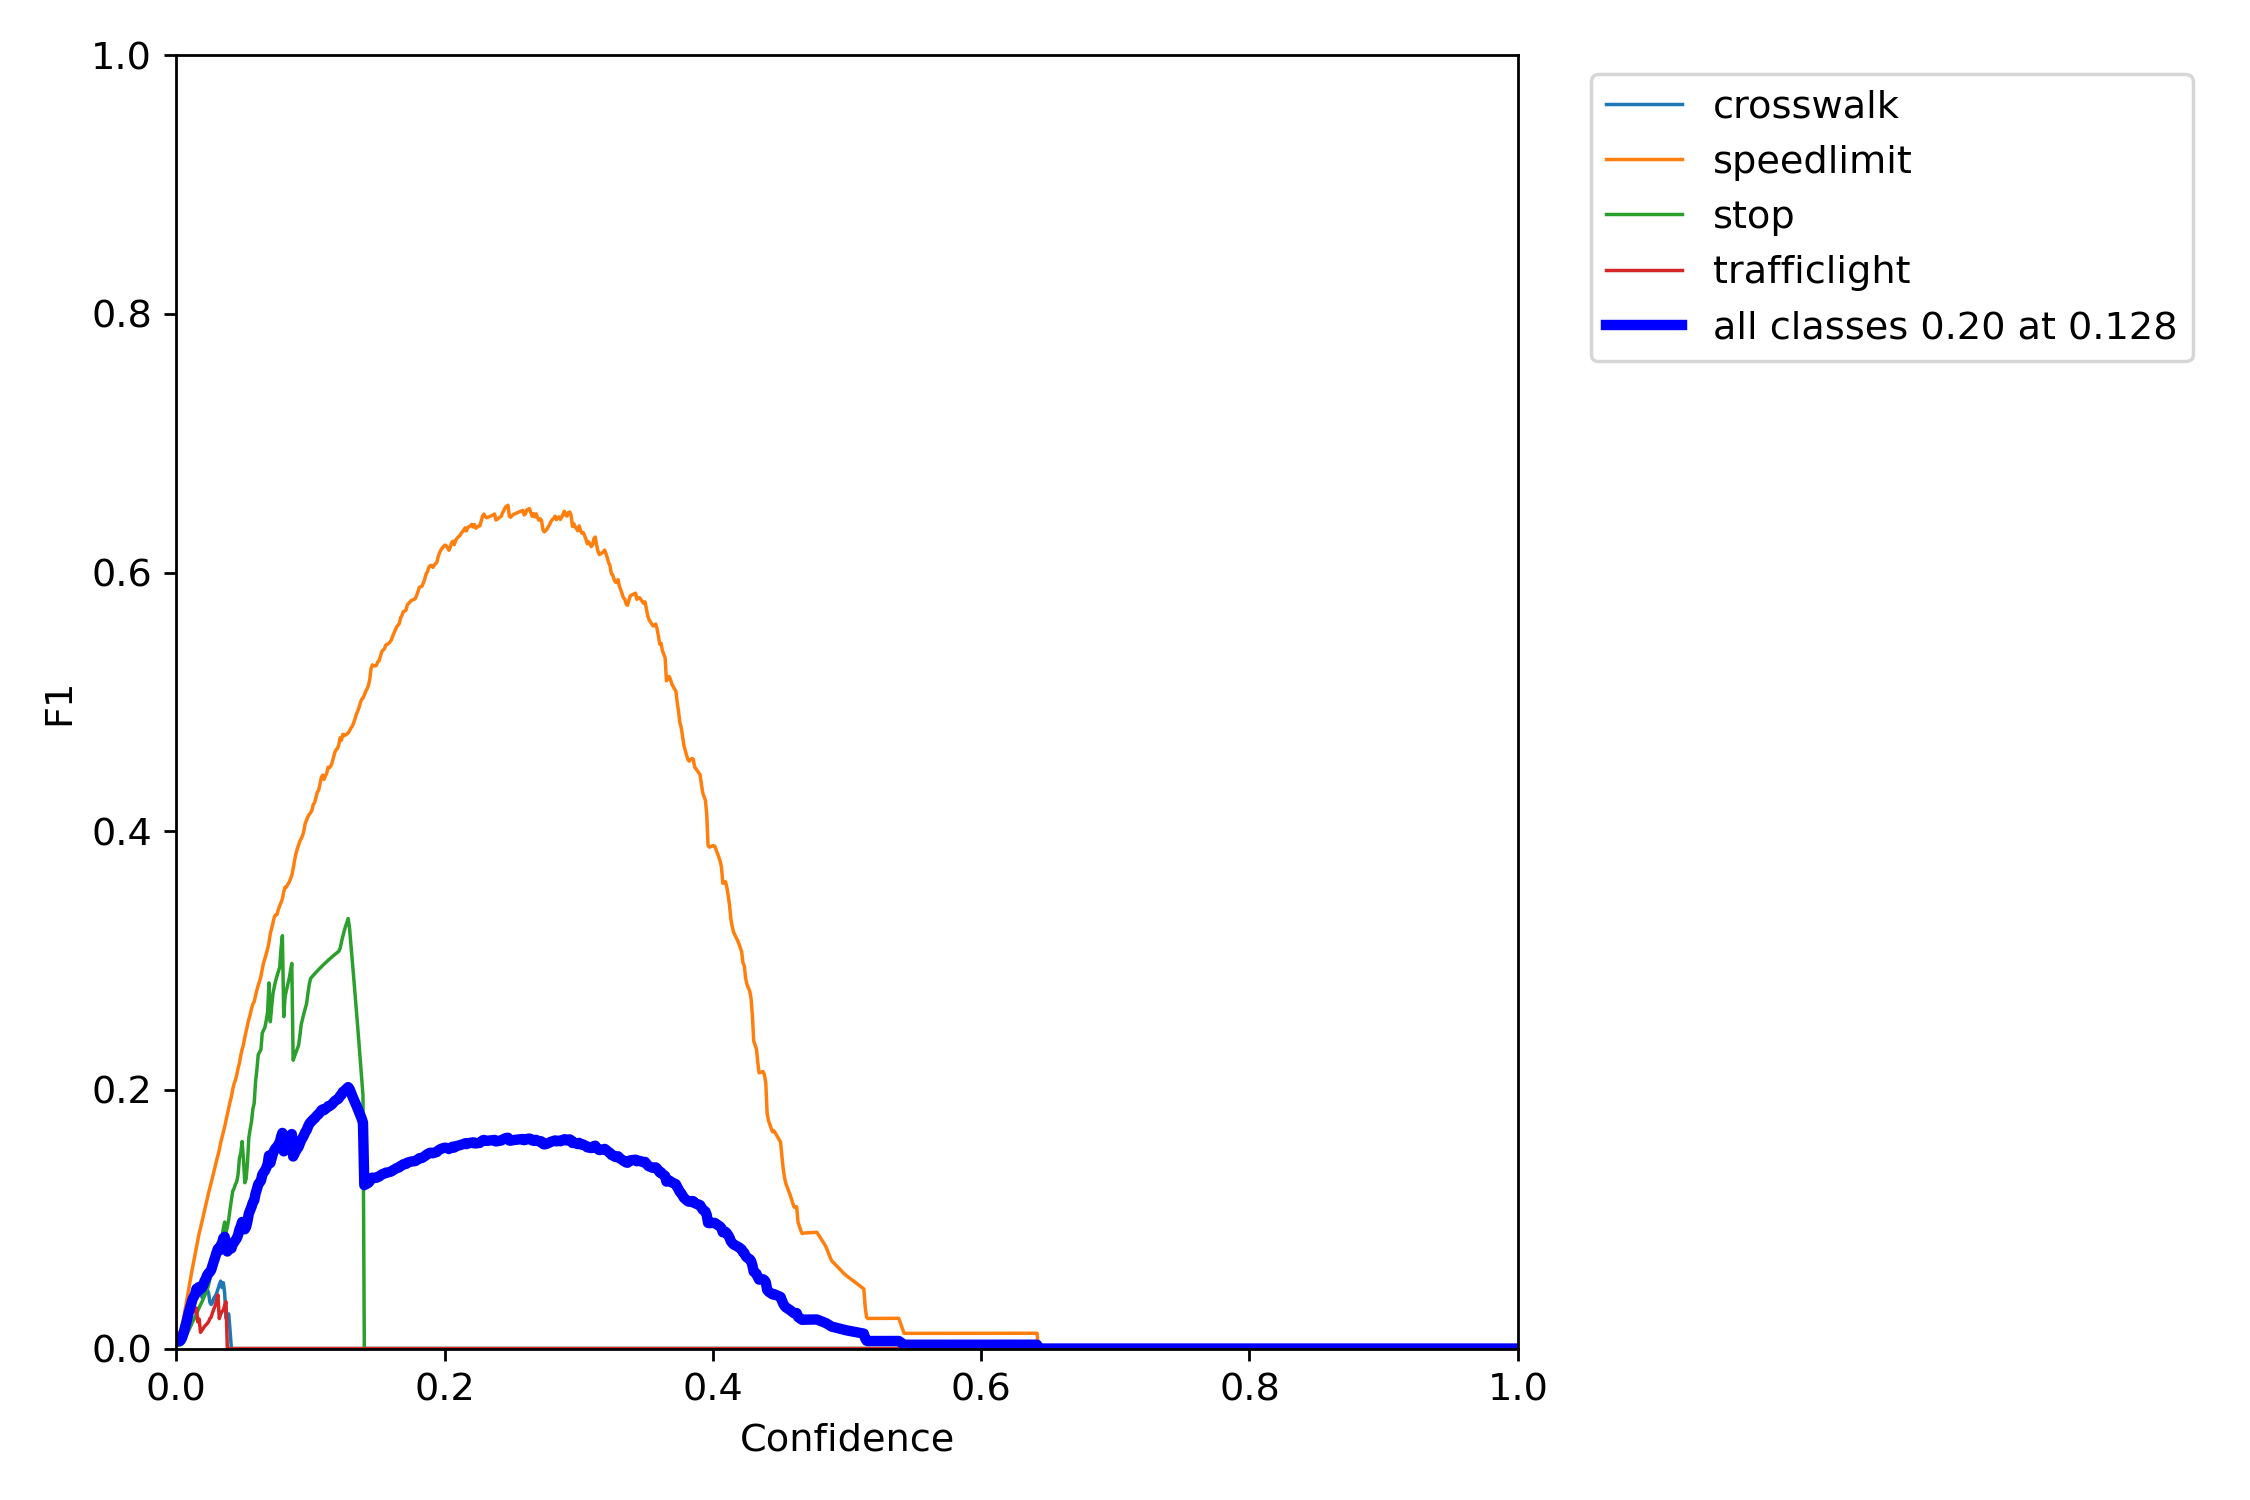 1.0
0.8
0.6
0.4
0.2
0.0
F1
0.0 0.2 0.4 0.6 0.8 1.0
Confidence
crosswalk
speedlimit
stop
trafficlight
all classes 0.20 at 0.128